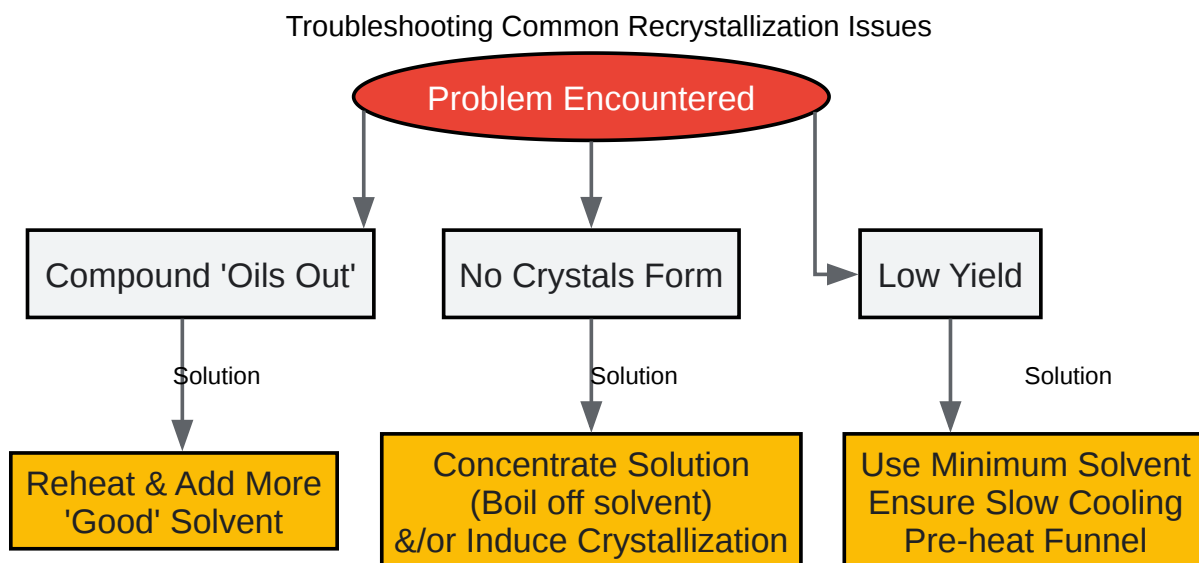 Troubleshooting Common Recrystallization Issues
Problem Encountered
Compound 'Oils Out'
No Crystals Form
Low Yield
Solution
Solution
Solution
Reheat & Add More
'Good' Solvent
Concentrate Solution
(Boil off solvent)
&/or Induce Crystallization
Use Minimum Solvent
Ensure Slow Cooling
Pre-heat Funnel